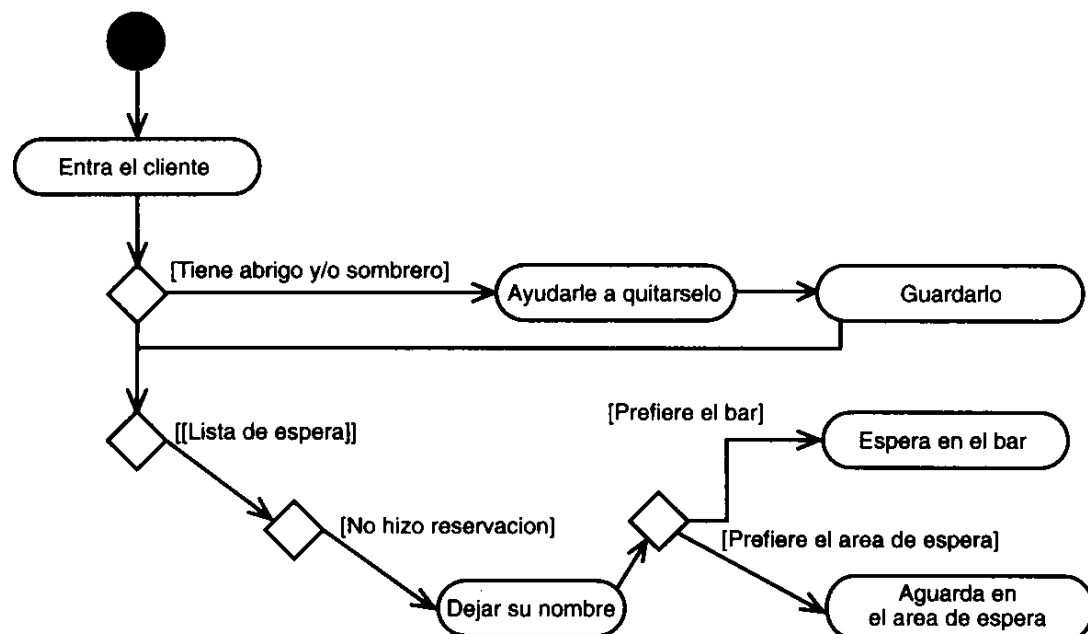 Entra el cliente
[Tiene abrigo y/o sombrero]
Ayudarle a quitarselo
Guardarlo
[[Lista de espera]]
[Prefiere el bar]
Espera en el bar
[No hizo reservacion]
[Prefiere el area de espera]
Dejar su nombre
Aguarda en
el area de espera